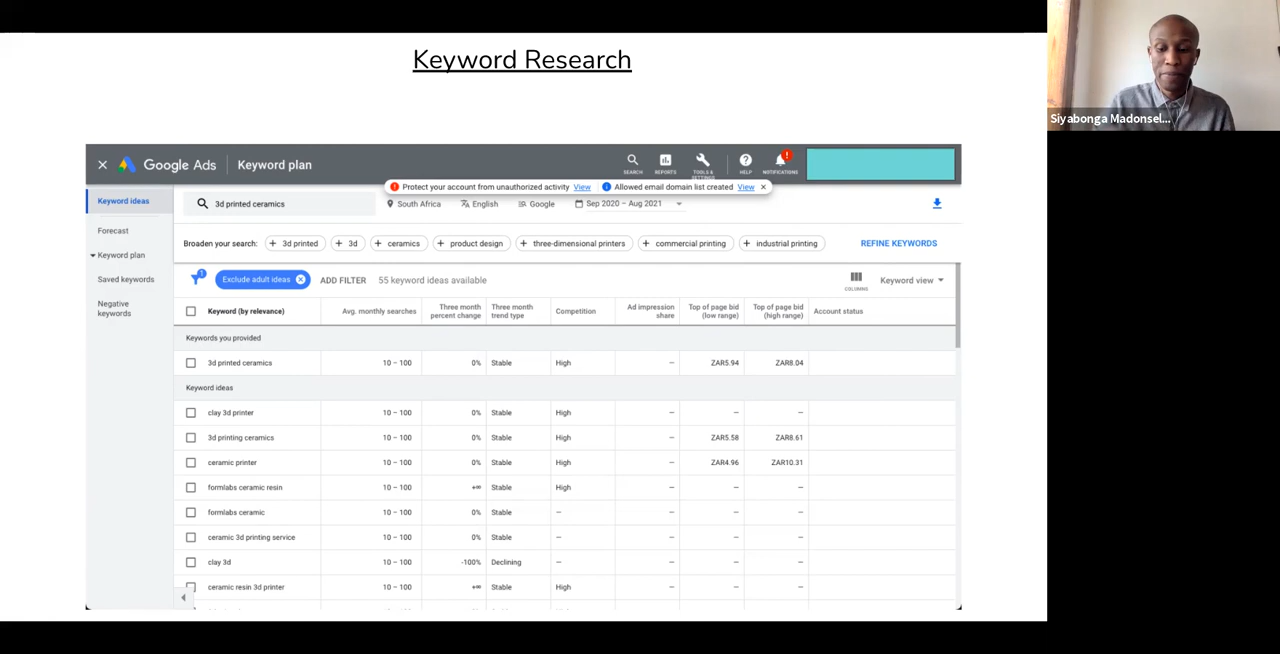 Keyword Research
Siyabonga Madonsel...
Google Ads Keyword plan
SEARCH REPORTS TOOLS & SETTINGS HELP NOTIFICATIONS
Protect your account from unauthorized activity View Allowed email domain list created View
Keyword ideas
Forecast
Keyword plan
Saved keywords
Negative keywords
3d printed ceramics South Africa English Google Sep 2020 – Aug 2021
Broaden your search: + 3d printed + 3d + ceramics + product design + three-dimensional printers + commercial printing + industrial printing REFINE KEYWORDS
1 Exclude adult ideas ADD FILTER 55 keyword ideas available COLUMNS Keyword view
Keyword (by relevance) Avg. monthly searches Three month percent change Three month trend type Competition Ad impression share Top of page bid (low range) Top of page bid (high range) Account status
Keywords you provided
3d printed ceramics 10 – 100 0% Stable High – ZAR5.94 ZAR8.04
Keyword ideas
clay 3d printer 10 – 100 0% Stable High – – –
3d printing ceramics 10 – 100 0% Stable High – ZAR5.58 ZAR8.61
ceramic printer 10 – 100 0% Stable High – ZAR4.96 ZAR10.31
formlabs ceramic resin 10 – 100 +∞ Stable High – – –
formlabs ceramic 10 – 100 0% Stable – – – –
ceramic 3d printing service 10 – 100 0% Stable – – – –
clay 3d 10 – 100 -100% Declining – – – –
ceramic resin 3d printer 10 – 100 +∞ Stable High – – –